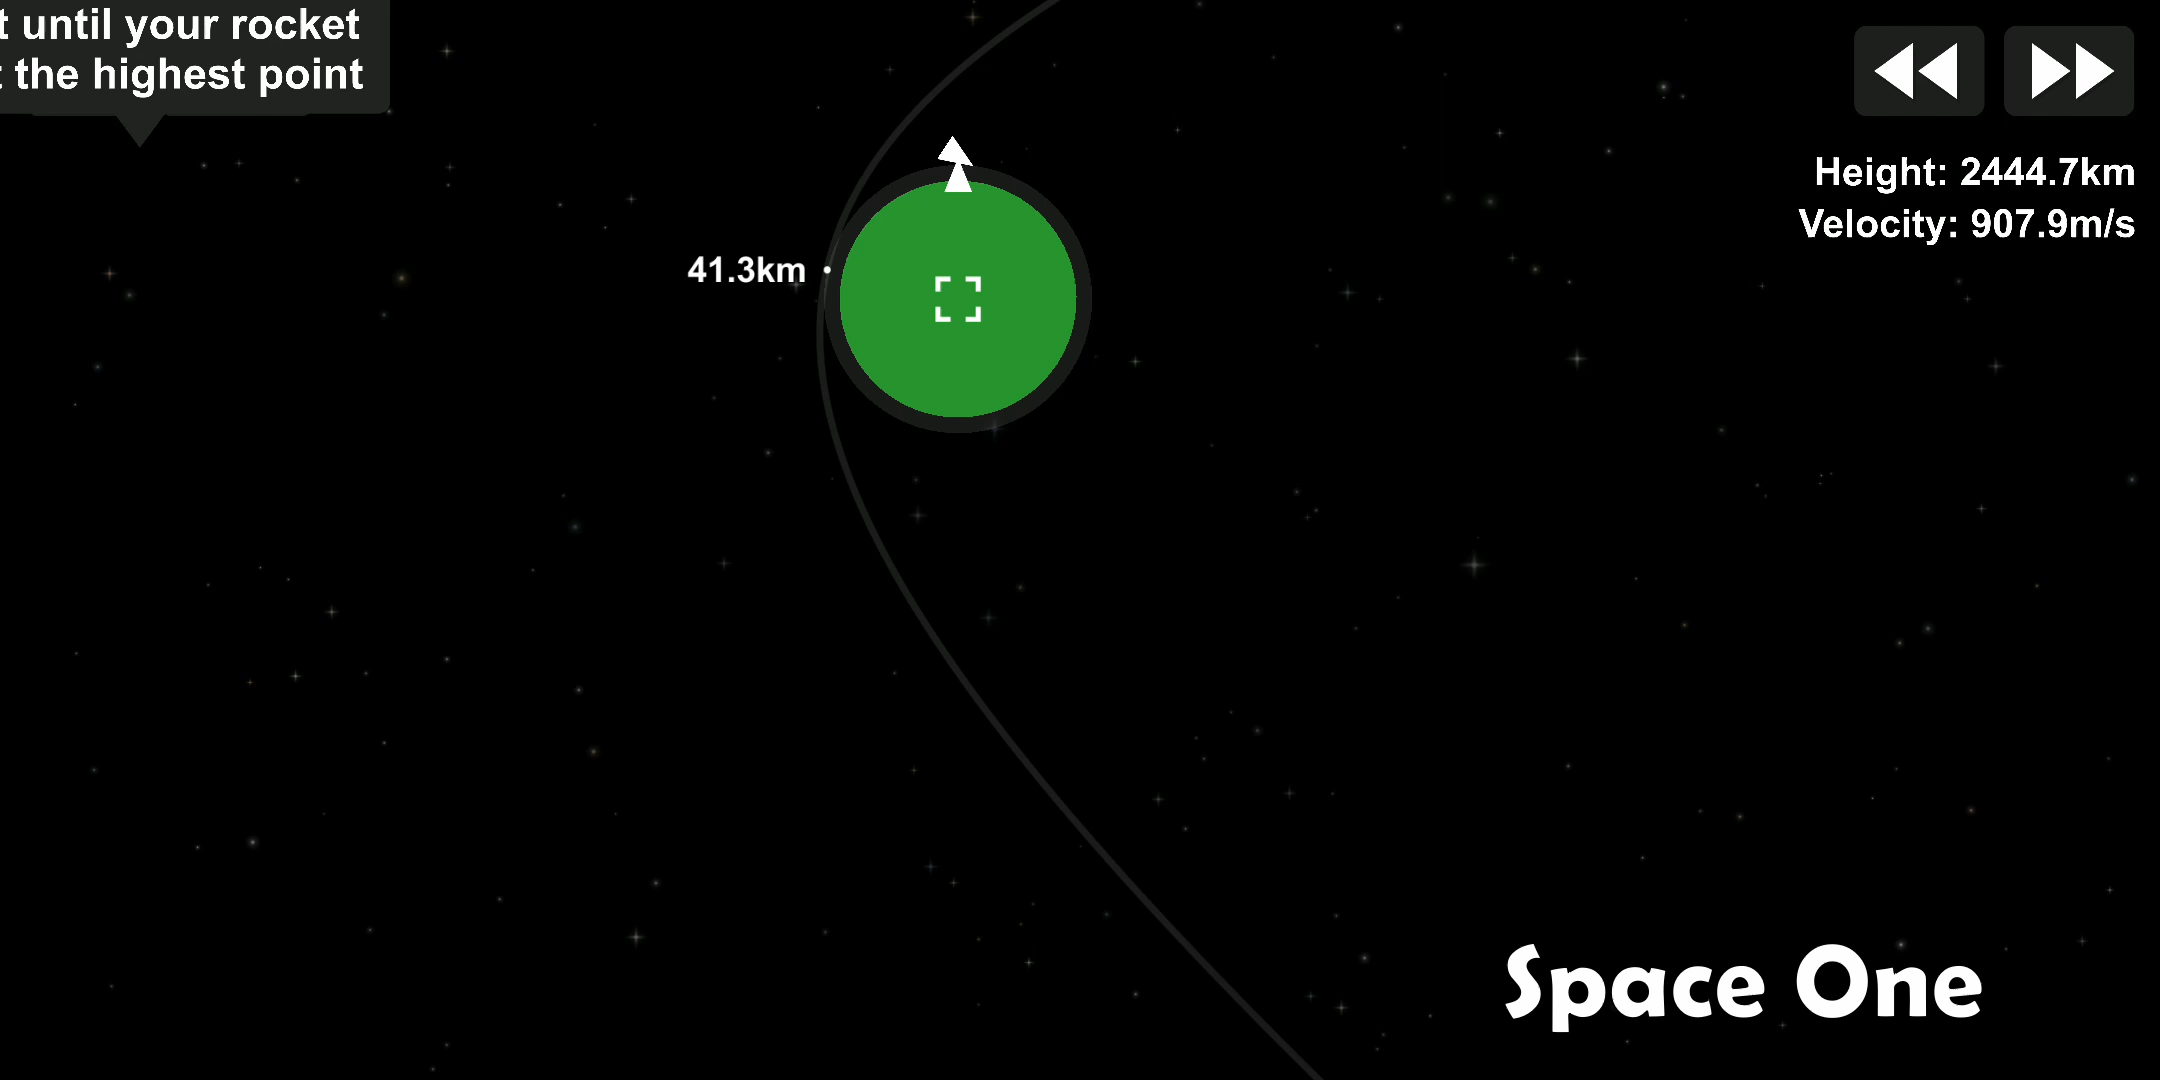 until your rocket
the highest point
Height: 2444.7km
Velocity: 907.9m/s
41.3km
Space One